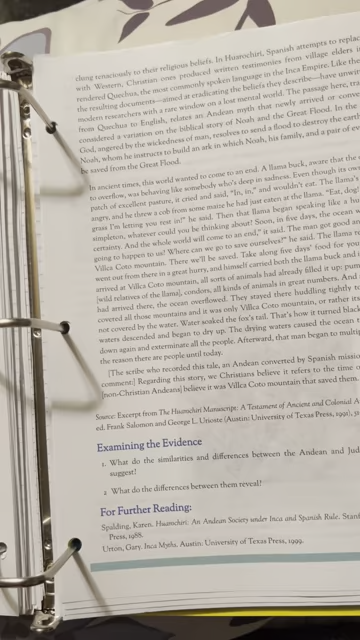 ching tenaciously to their religious beliefs. In Huarochirí, Spanish attempts to replac
with Western, Christian ones produced written testimonies from village elders i
rendered Quechua, the most commonly spoken language in the Inca Empire. Like the
the resulting documents—aimed at eradicating the beliefs they describe—have unwit
modern researchers with a rare window on a lost mental world. The passage here, tra
from Quechua to English, relates an Andean myth that newly arrived or conve
considered a variation on the biblical story of Noah and the Great Flood. In the
God, angered by the wickedness of man, resolves to send a flood to destroy the earth
Noah, whom he instructs to build an ark in which Noah, his family, and a pair of ev
be saved from the Great Flood.
In ancient times, this world wanted to come to an end. A llama buck, aware that the
to overflow, was behaving like somebody who's deep in sadness. Even though its own
patch of excellent pasture, it cried and said, "In, in," and wouldn't eat. The llama's
angry, and he threw a cob from some maize he had just eaten at the llama. "Eat, dog
grass I'm letting you rest in!" he said. Then that llama began speaking like a hu
simpleton, whatever could you be thinking about? Soon, in five days, the ocean
certainty. And the whole world will come to an end," it said. The man got good and
going to happen to us? Where can we go to save ourselves?" he said. The llama re
Villca Coto mountain. There we'll be saved. Take along five days' food for you
went out from there in a great hurry, and himself carried both the llama buck and i
arrived at Villca Coto mountain, all sorts of animals had already filled it up: pum
[wild relatives of the llama], condors, all kinds of animals in great numbers. And
had arrived there, the ocean overflowed. They stayed there huddling tightly to
covered all those mountains and it was only Villca Coto mountain, or rather its
not covered by the water. Water soaked the fox's tail. That's how it turned black
waters descended and began to dry up. The drying waters caused the ocean t
down again and exterminate all the people. Afterward, that man began to multip
the reason there are people until today.
[The scribe who recorded this tale, an Andean converted by Spanish missio
comment:] Regarding this story, we Christians believe it refers to the time o
[non-Christian Andeans] believe it was Villca Coto mountain that saved them.
Source: Excerpt from The Huarochirí Manuscript: A Testament of Ancient and Colonial A
ed. Frank Salomon and George L. Urioste (Austin: University of Texas Press, 1991),
Examining the Evidence
1. What do the similarities and differences between the Andean and Jud
suggest?
2 What do the differences between them reveal?
For Further Reading:
Spalding, Karen. Huarochirí: An Andean Society under Inca and Spanish Rule. Stanf
Press, 1988.
Urton, Gary. Inca Myths. Austin: University of Texas Press, 1999.